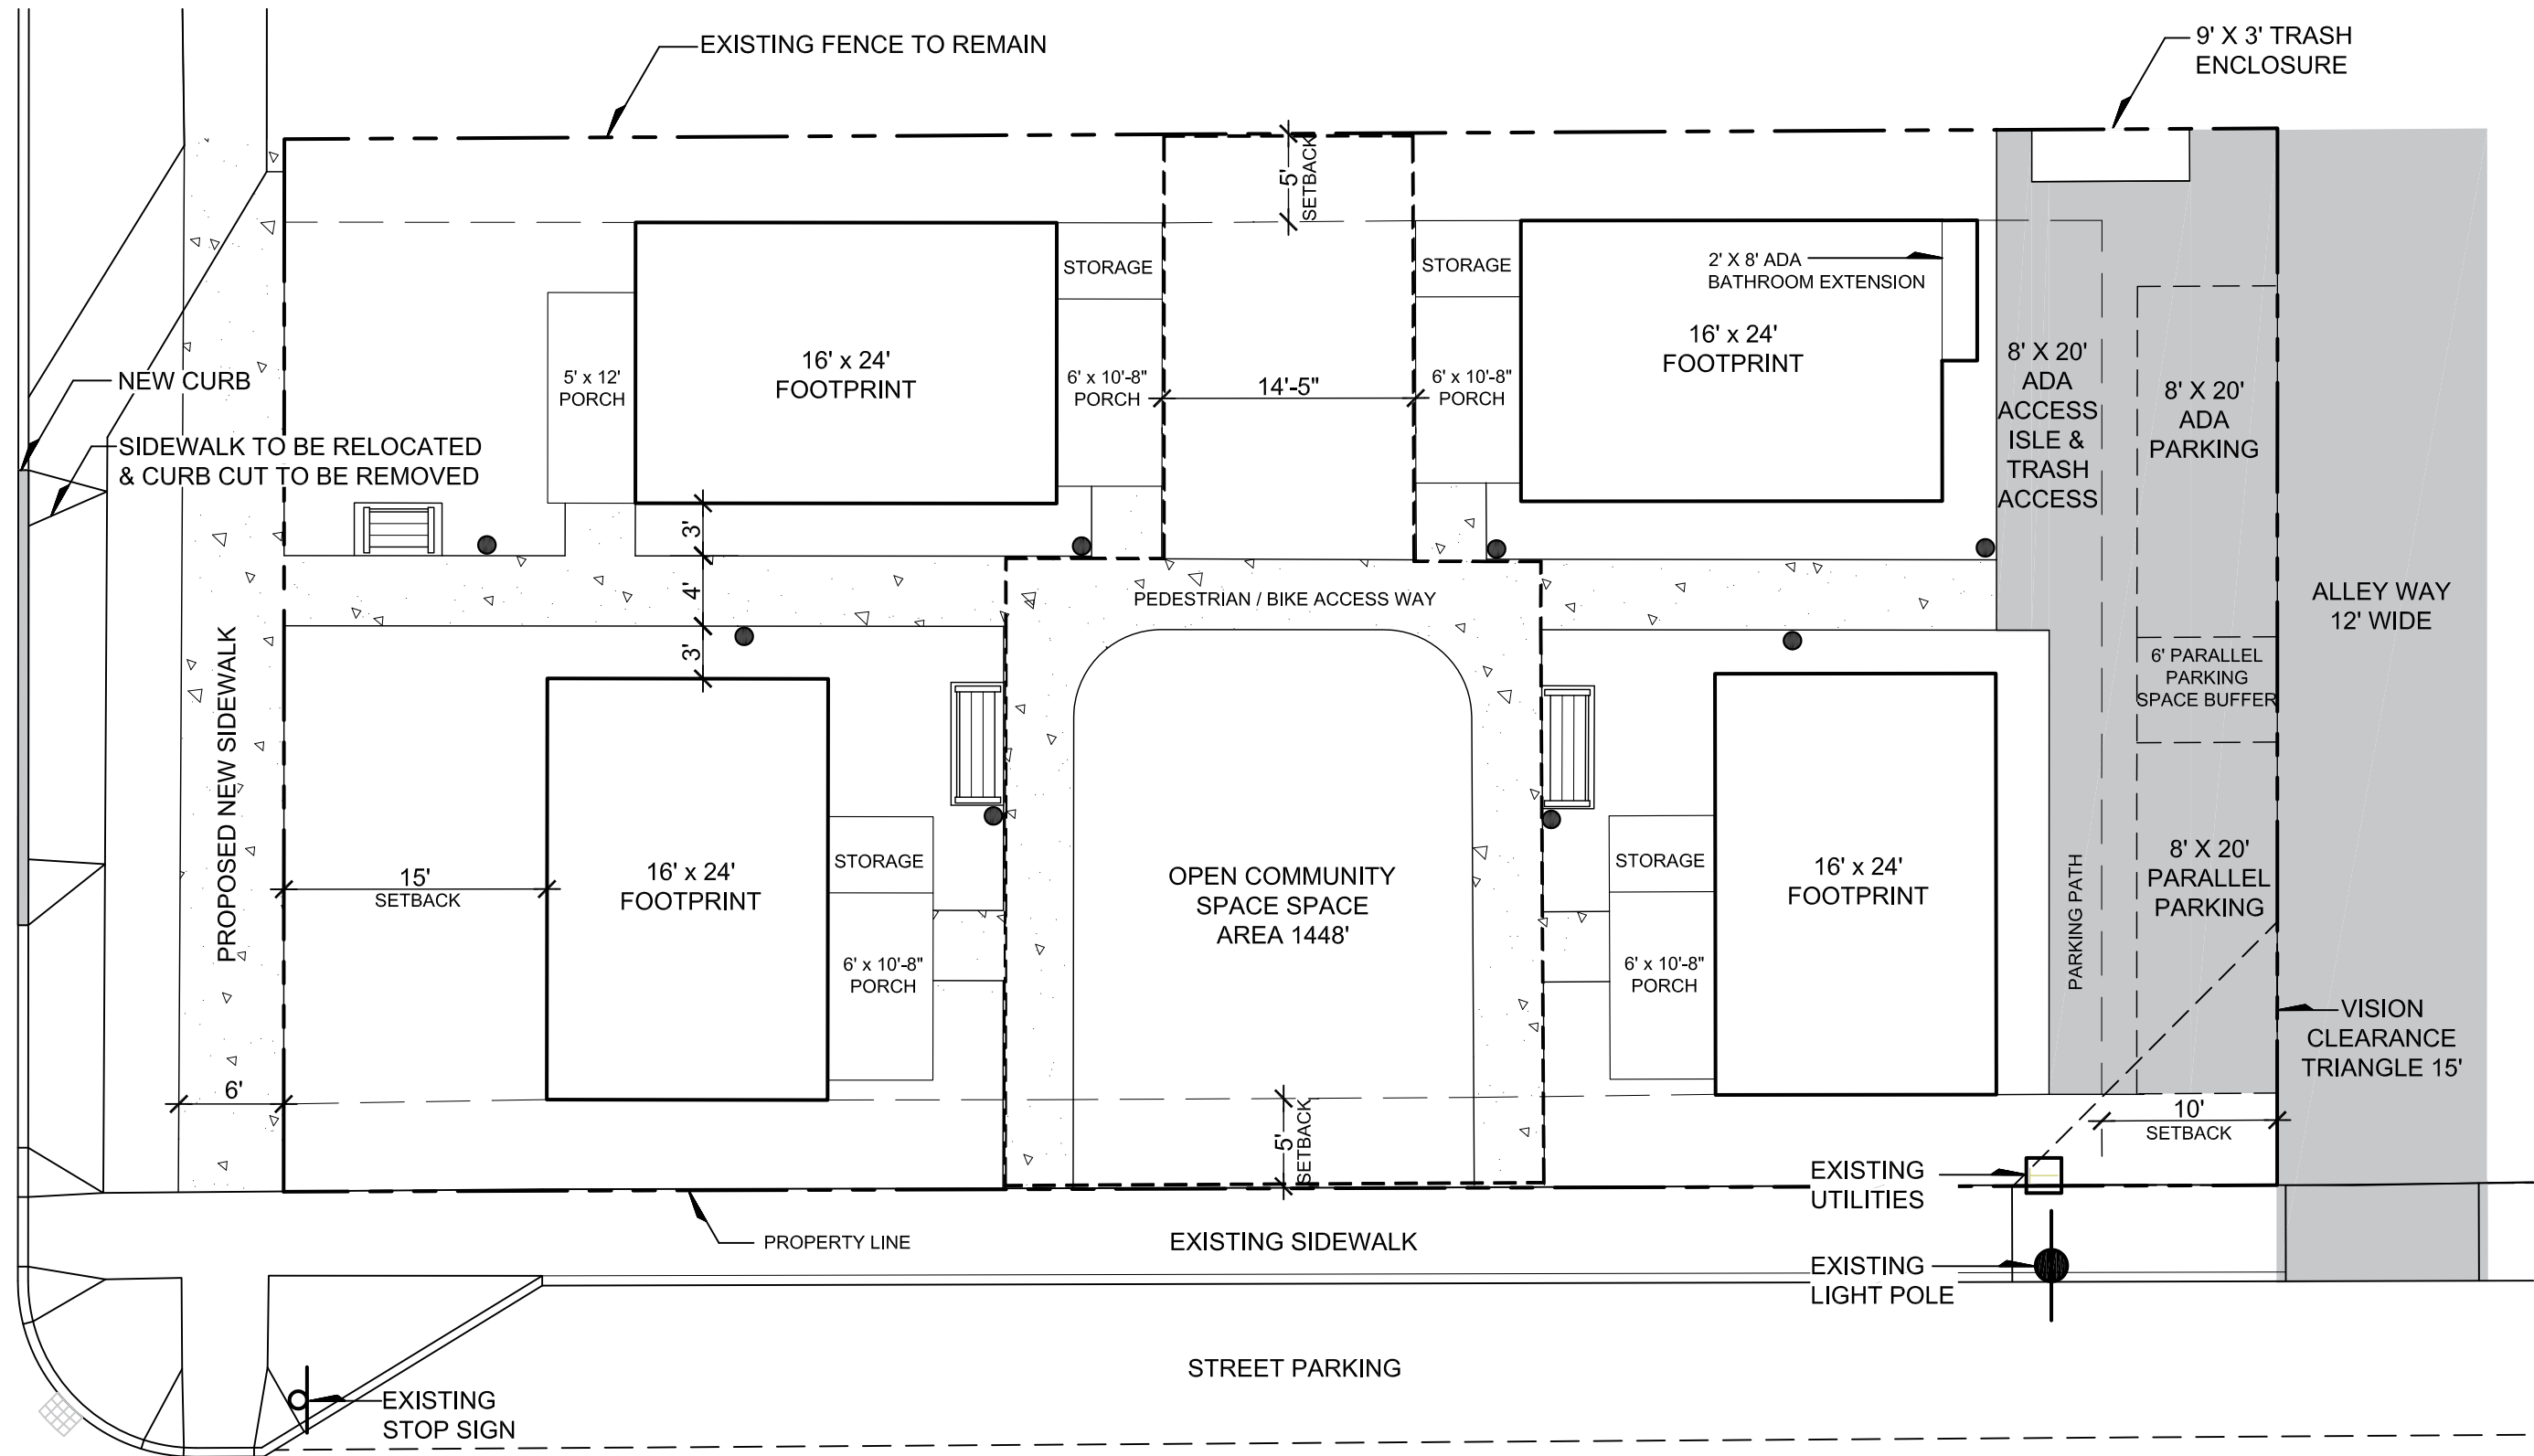 EXISTING FENCE TO REMAIN
9' X 3' TRASH
ENCLOSURE
5'
SETBACK
STORAGE
STORAGE
2' X 8' ADA
BATHROOM EXTENSION
16' x 24'
FOOTPRINT
16' x 24'
FOOTPRINT
5' x 12'
PORCH
6' x 10'-8"
PORCH
14'-5"
6' x 10'-8"
PORCH
8' X 20'
ADA
ACCESS
ISLE &
TRASH
ACCESS
8' X 20'
ADA
PARKING
NEW CURB
SIDEWALK TO BE RELOCATED
& CURB CUT TO BE REMOVED
3'
4'
3'
PEDESTRIAN / BIKE ACCESS WAY
ALLEY WAY
12' WIDE
6' PARALLEL
PARKING
SPACE BUFFER
PROPOSED NEW SIDEWALK
15'
SETBACK
16' x 24'
FOOTPRINT
STORAGE
6' x 10'-8"
PORCH
OPEN COMMUNITY
SPACE SPACE
AREA 1448'
STORAGE
6' x 10'-8"
PORCH
16' x 24'
FOOTPRINT
PARKING PATH
8' X 20'
PARALLEL
PARKING
VISION
CLEARANCE
TRIANGLE 15'
6'
5'
SETBACK
10'
SETBACK
EXISTING
UTILITIES
PROPERTY LINE
EXISTING SIDEWALK
EXISTING
LIGHT POLE
STREET PARKING
EXISTING
STOP SIGN